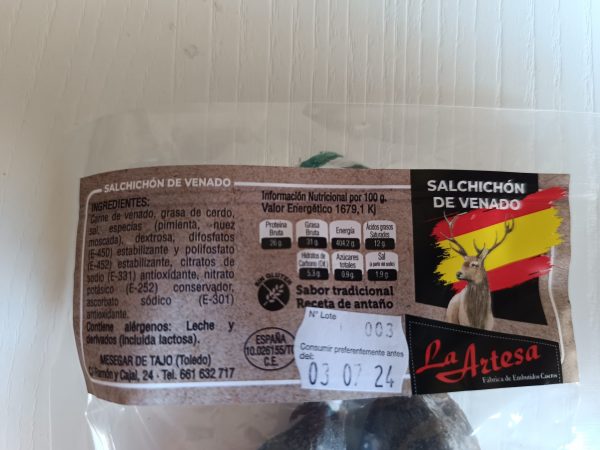 SALCHICHÓN DE VENADO
INGREDIENTES:
Carne de venado, grasa de cerdo,
sal, especias (pimienta, nuez
moscada), dextrosa, difosfatos
(E-450) estabilizante y polifosfato
(E-452) estabilizante, citratos de
sodio (E-331) antioxidante, nitrato
potásico (E-252) conservador,
ascorbato sódico (E-301)
antioxidante.
Contiene alérgenos: Leche y
derivados (incluida lactosa).
MESEGAR DE TAJO (Toledo)
C/ Ramón y Cajal, 24 - Tel. 661 632 717
Información Nutricional por 100 g.
Valor Energético 1679,1 Kj
Proteina Bruta 26 g.
Grasa Bruta 31 g.
Energía 404,2 g.
Ácidos grasos Saturados 12 g.
Hidratos de Carbono (Dif.) 5,3 g.
Azúcares totales 0,9 g.
Sal (a partir del sodio) 1,9 g.
SIN GLUTEN
Sabor tradicional
Receta de antaño
ESPAÑA
10.026155/TO
C.E.
N° Lote
003
Consumir preferentemente antes
del:
03 07 24
SALCHICHÓN
DE VENADO
La Artesa
Fábrica de Embutidos Caseros